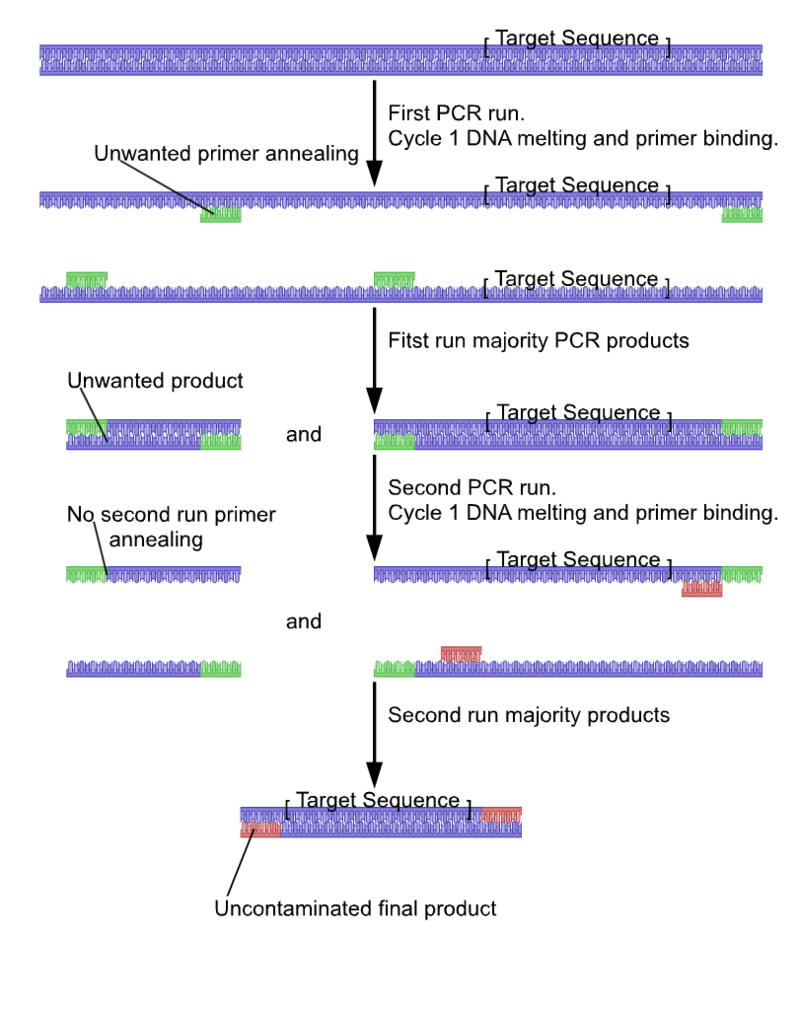 [ Target Sequence ]
First PCR run.
Cycle 1 DNA melting and primer binding.
Unwanted primer annealing
[ Target Sequence ]
[ Target Sequence ]
Fitst run majority PCR products
Unwanted product
[ Target Sequence ]
and
Second PCR run.
Cycle 1 DNA melting and primer binding.
No second run primer
annealing
[ Target Sequence ]
and
Second run majority products
[ Target Sequence ]
Uncontaminated final product